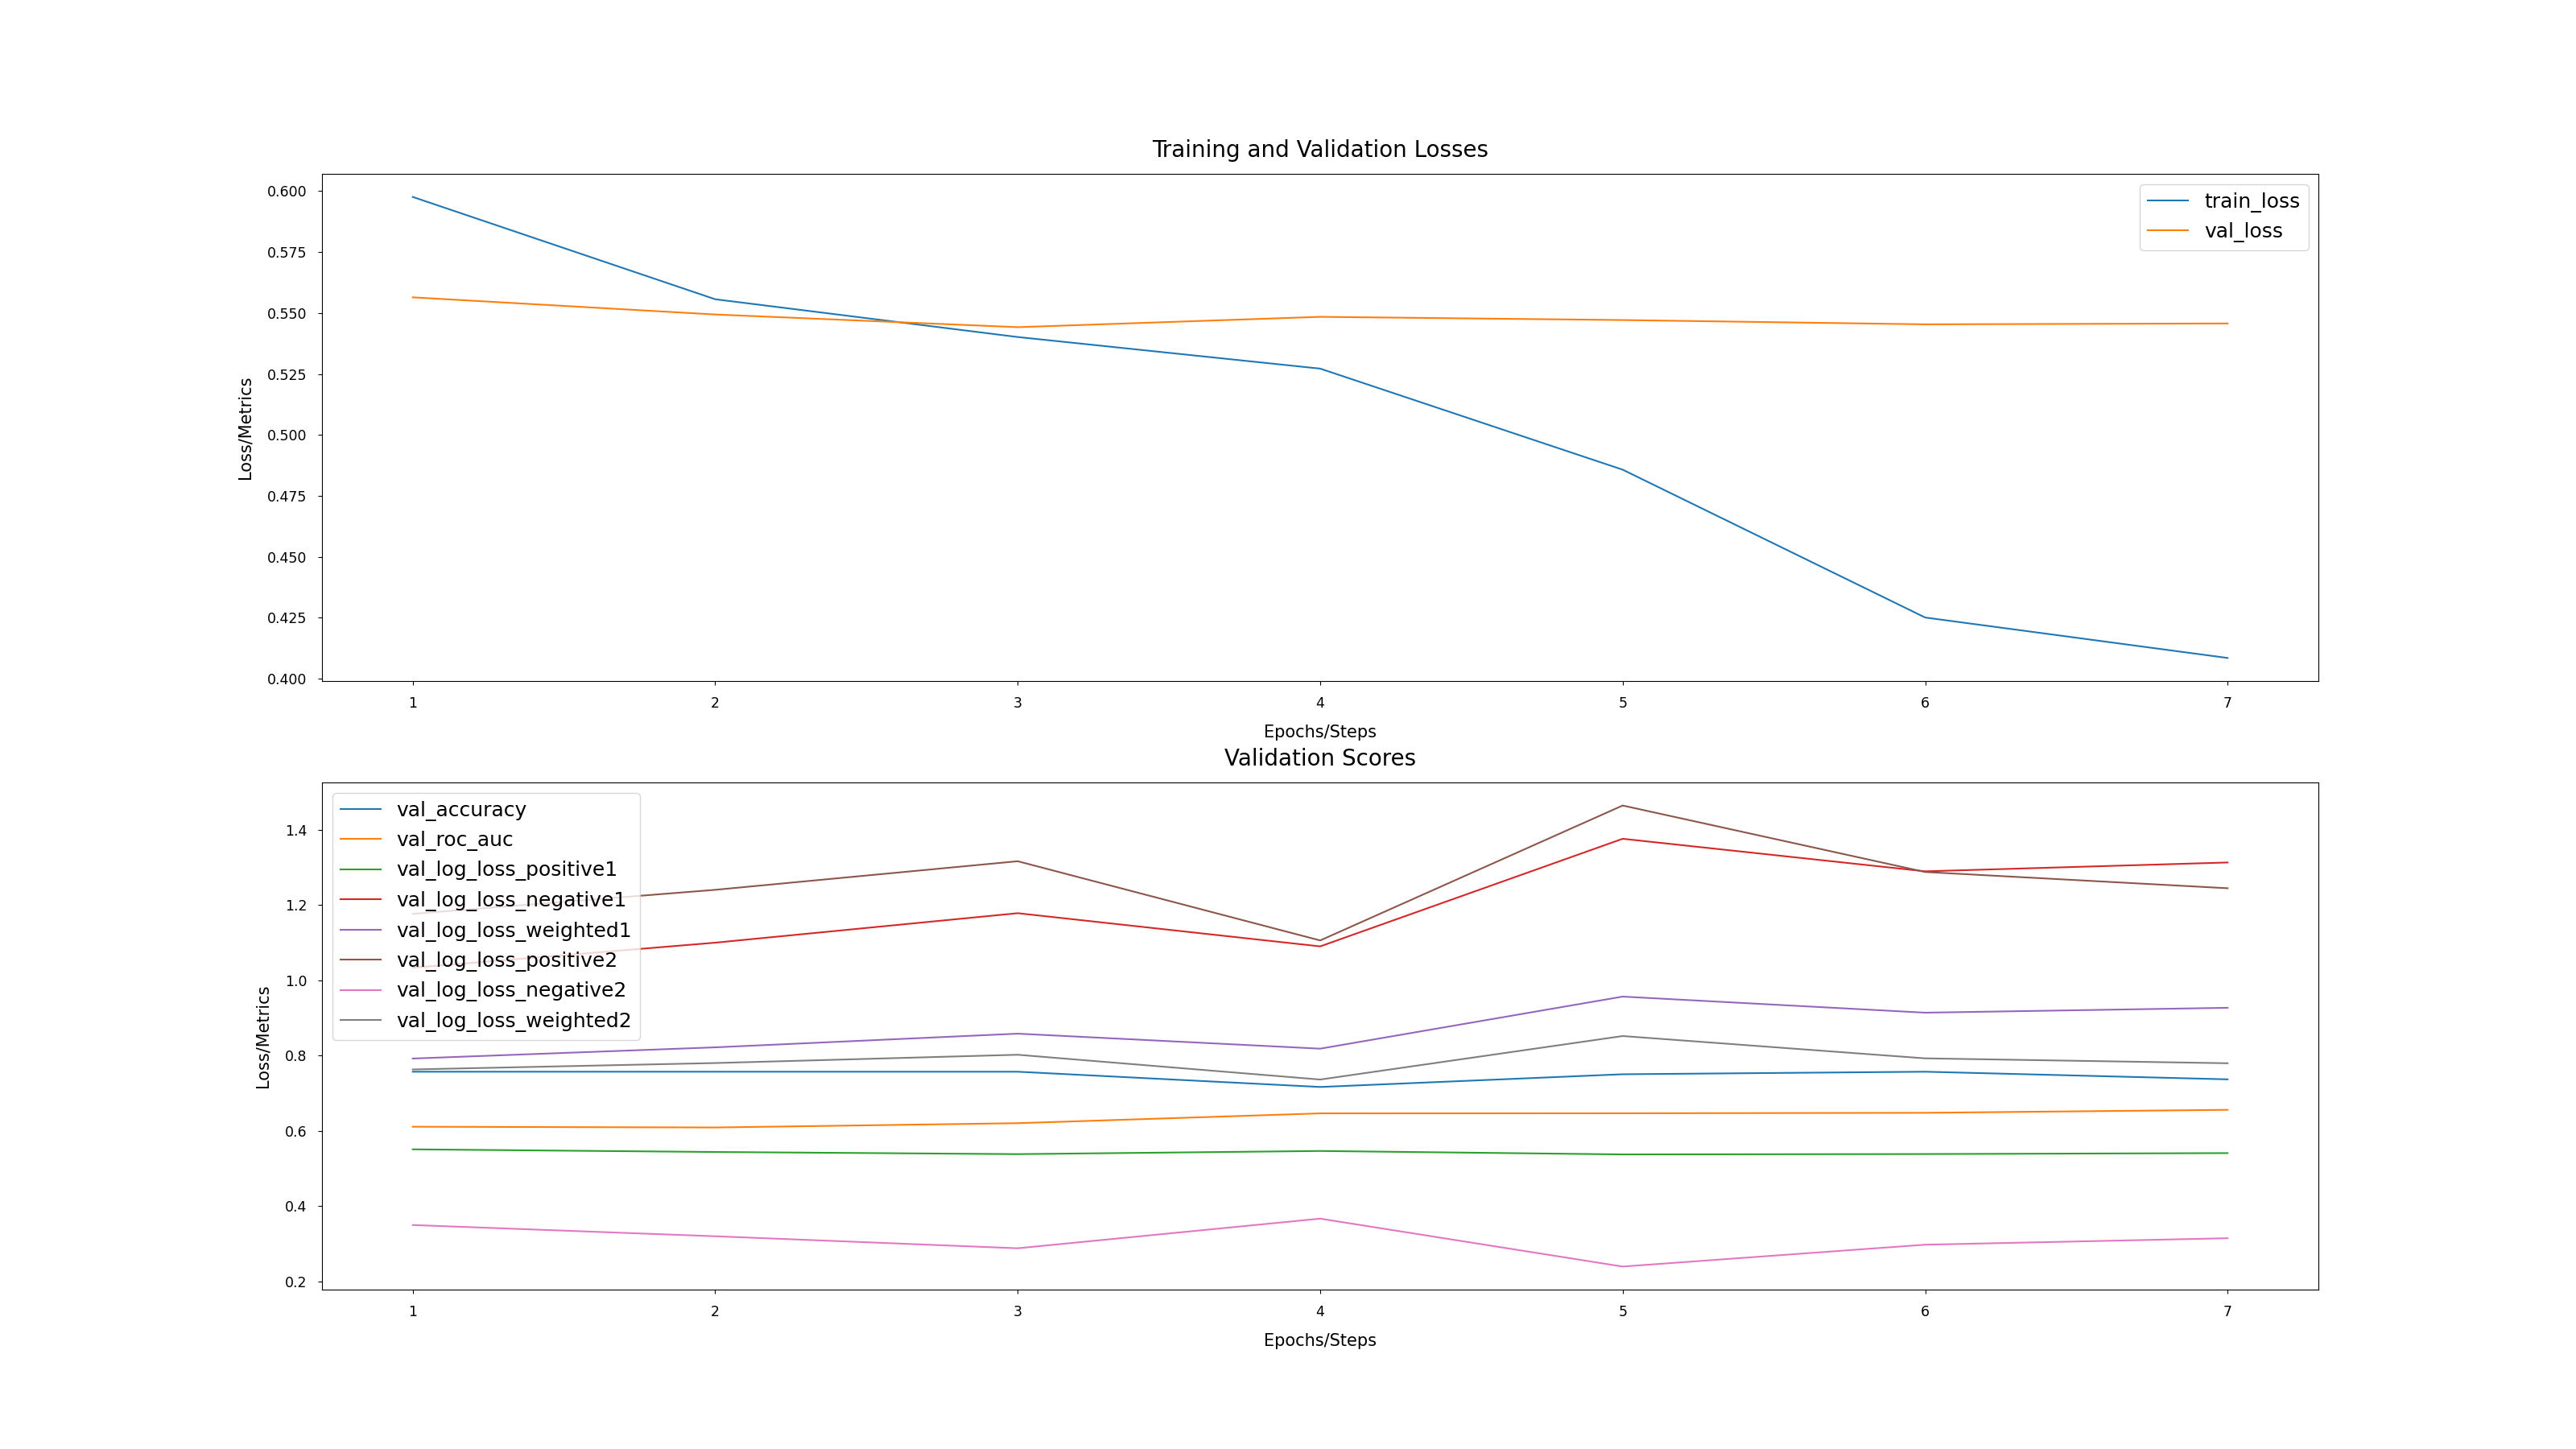 Training and Validation Losses
Loss/Metrics
0.600
0.575
0.550
0.525
0.500
0.475
0.450
0.425
0.400
train_loss
val_loss
1 2 3 4 5 6 7
Epochs/Steps
Validation Scores
Loss/Metrics
1.4
1.2
1.0
0.8
0.6
0.4
0.2
val_accuracy
val_roc_auc
val_log_loss_positive1
val_log_loss_negative1
val_log_loss_weighted1
val_log_loss_positive2
val_log_loss_negative2
val_log_loss_weighted2
1 2 3 4 5 6 7
Epochs/Steps